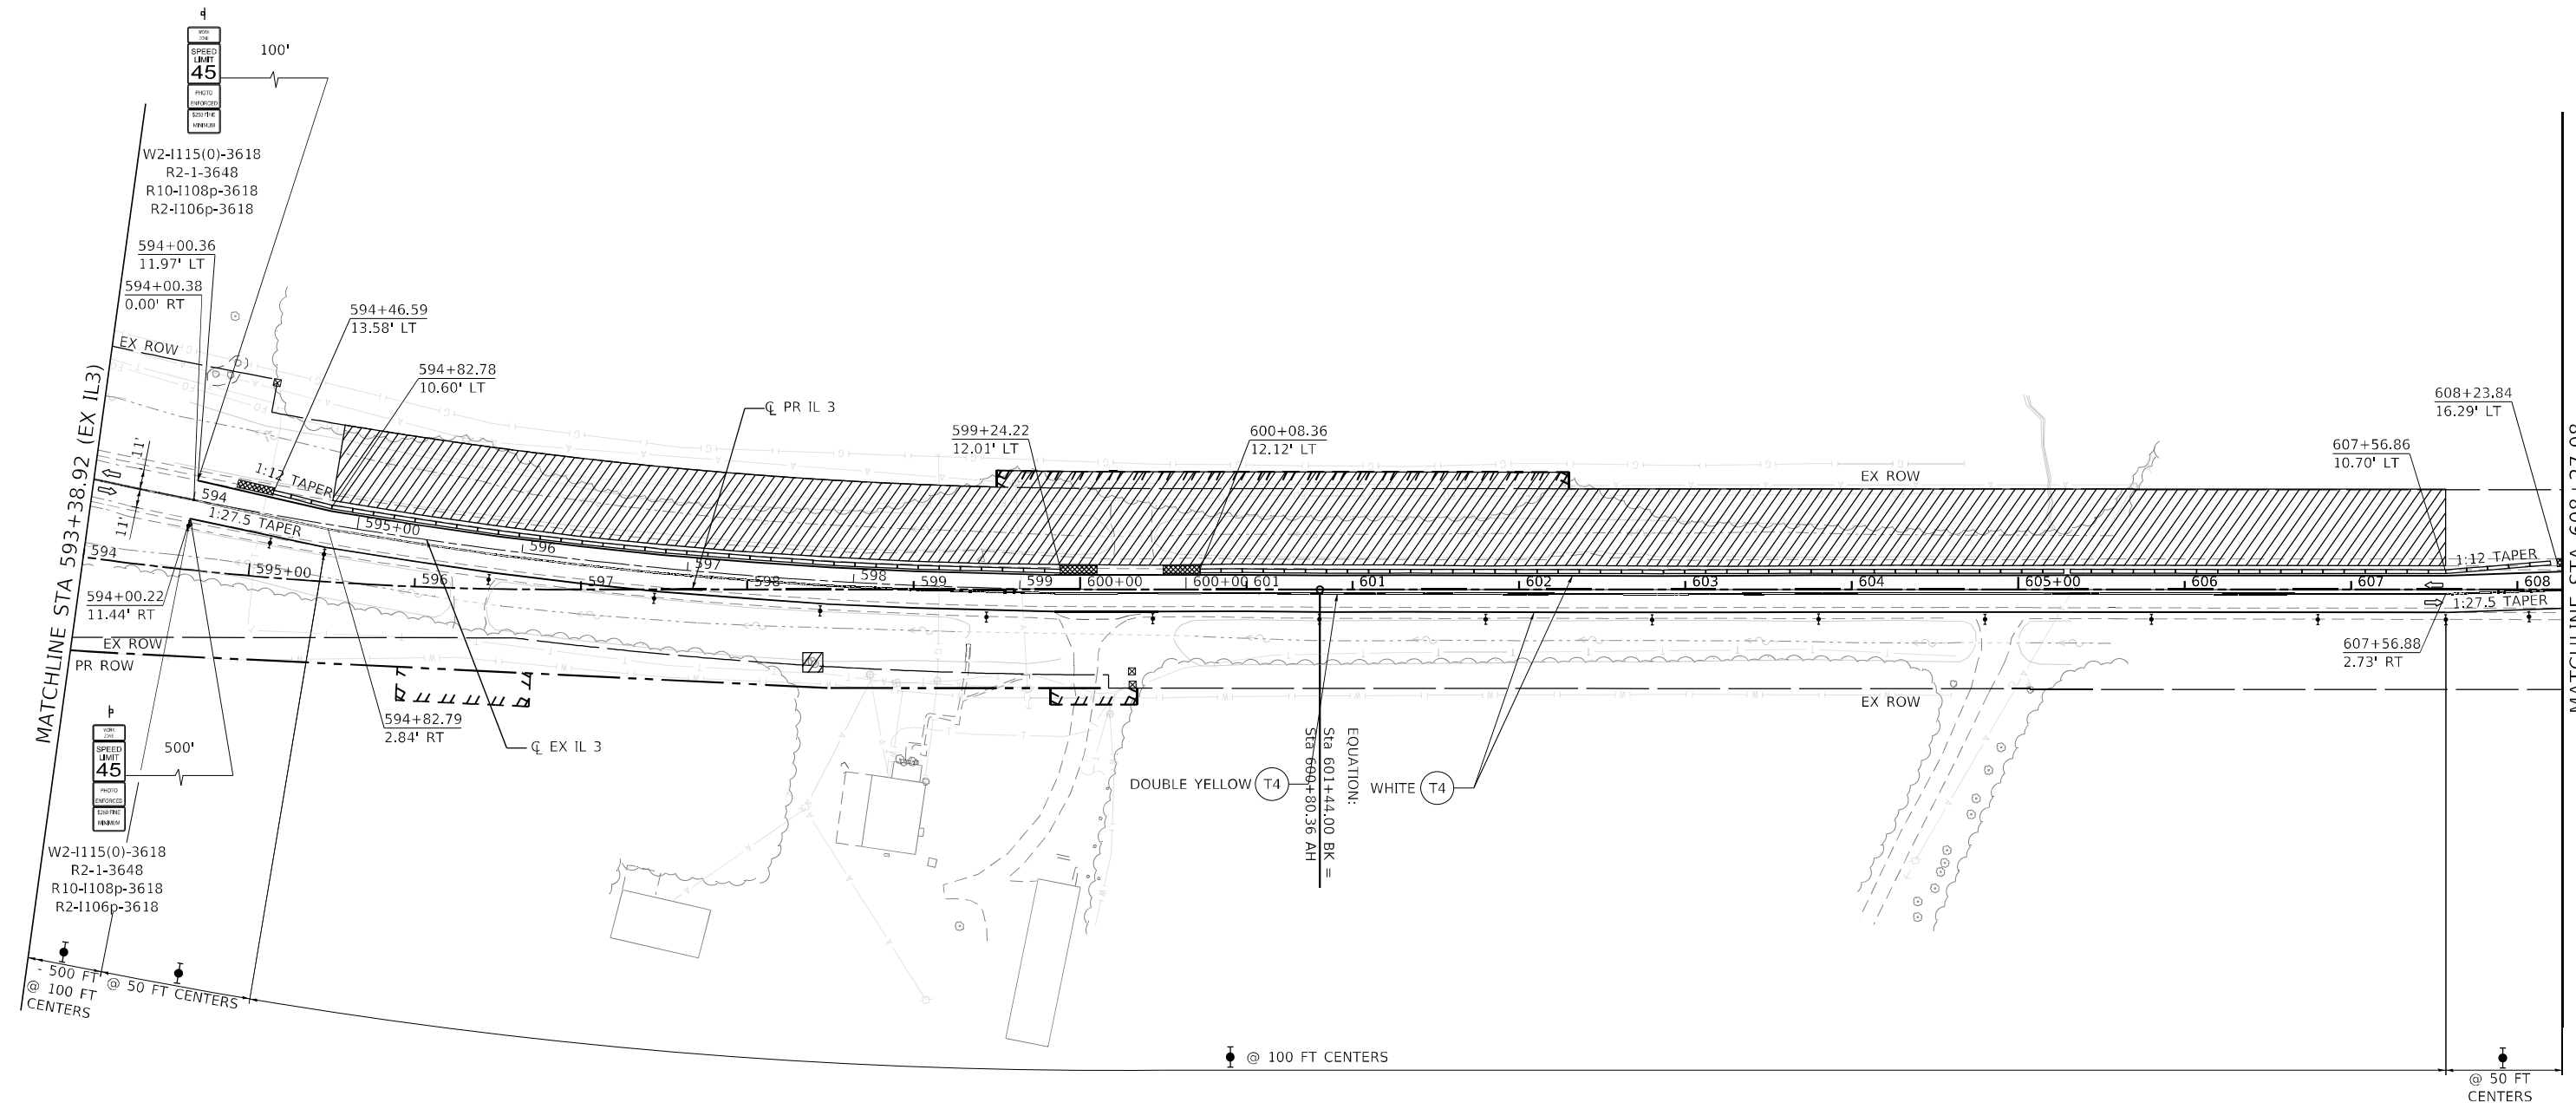 WORK
ZONE
SPEED
LIMIT
45
PHOTO
ENFORCED
$250 FINE
MINIMUM
100'
W2-I115(0)-3618
R2-1-3648
R10-I108p-3618
R2-I106p-3618
594+00.36
11.97' LT
594+00.38
0.00' RT
594+46.59
13.58' LT
594+82.78
10.60' LT
EX ROW
MATCHLINE STA 593+38.92 (EX IL3)
11'
11'
1:12 TAPER
1:27.5 TAPER
℄ PR IL 3
599+24.22
12.01' LT
600+08.36
12.12' LT
EX ROW
607+56.86
10.70' LT
608+23.84
16.29' LT
1:12 TAPER
1:27.5 TAPER
594
595+00
596
597
598
599
600+00
601
594
595+00
596
597
598
599
600+00
601
602
603
604
605+00
606
607
608
594+00.22
11.44' RT
EX ROW
PR ROW
594+82.79
2.84' RT
℄ EX IL 3
607+56.88
2.73' RT
EX ROW
EQUATION:
Sta 601+44.00 BK =
Sta 600+80.36 AH
DOUBLE YELLOW T4
WHITE T4
WORK
ZONE
SPEED
LIMIT
45
PHOTO
ENFORCED
$250 FINE
MINIMUM
500'
W2-I115(0)-3618
R2-1-3648
R10-I108p-3618
R2-I106p-3618
- 500 FT
@ 100 FT
CENTERS
@ 50 FT CENTERS
@ 100 FT CENTERS
@ 50 FT
CENTERS